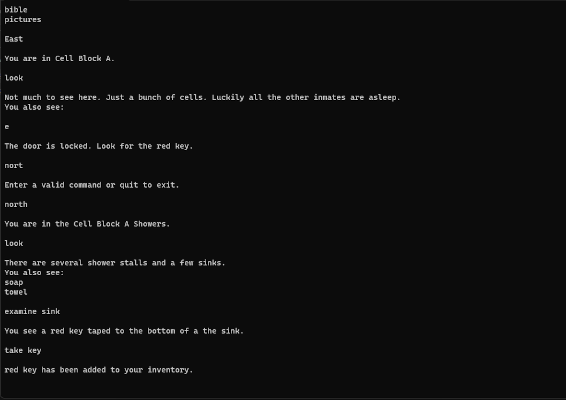 bible
pictures
East
You are in Cell Block A.
look
Not much to see here. Just a bunch of cells. Luckily all the other inmates are asleep.
You also see:
e
The door is locked. Look for the red key.
nort
Enter a valid command or quit to exit.
north
You are in the Cell Block A Showers.
look
There are several shower stalls and a few sinks.
You also see:
soap
towel
examine sink
You see a red key taped to the bottom of a the sink.
take key
red key has been added to your inventory.